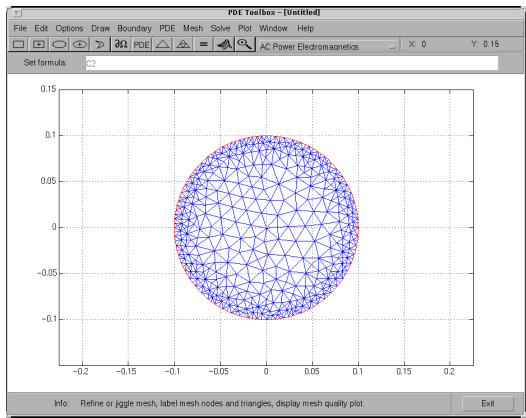 PDE Toolbox – [Untitled]
File Edit Options Draw Boundary PDE Mesh Solve Plot Window Help
∂Ω PDE = AC Power Electromagnetics X: 0 Y: 0.15
Set formula: C2
0.15
0.1
0.05
0
−0.05
−0.1
−0.2 −0.15 −0.1 −0.05 0 0.05 0.1 0.15 0.2
Info: Refine or jiggle mesh, label mesh nodes and triangles, display mesh quality plot. Exit